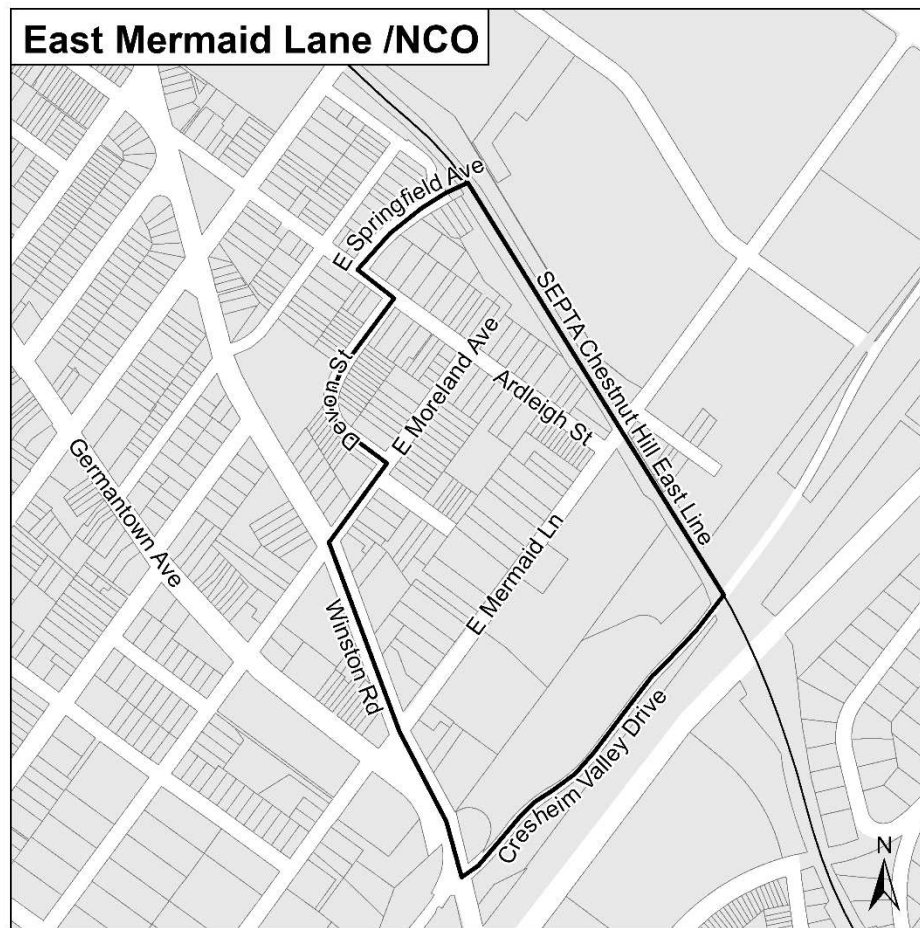 East Mermaid Lane /NCO
E Springfield Ave
SEPTA Chestnut Hill East Line
Devon St
E Moreland Ave
Ardleigh St
Germantown Ave
E Mermaid Ln
Winston Rd
Cresheim Valley Drive
N